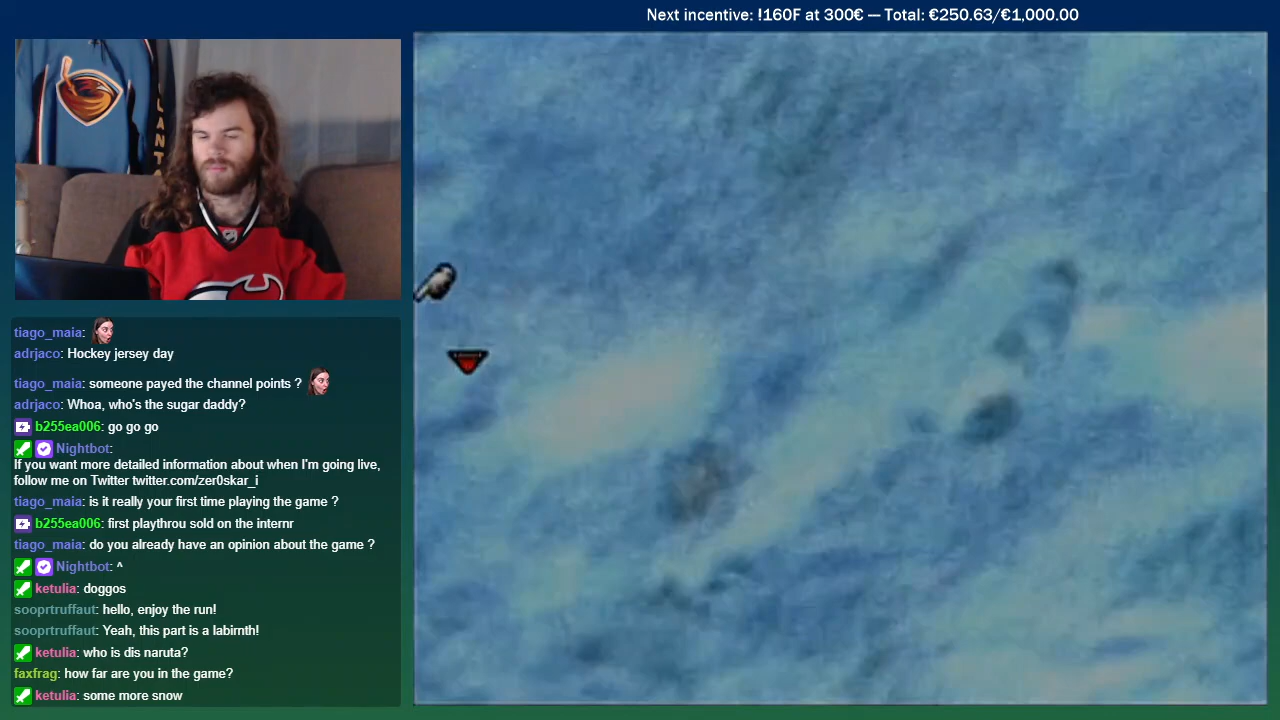 Next incentive: !160F at 300€ — Total: €250.63/€1,000.00
tiago_maia:
adrjaco: Hockey jersey day
tiago_maia: someone payed the channel points ?
adrjaco: Whoa, who's the sugar daddy?
b255ea006: go go go
Nightbot:
If you want more detailed information about when I'm going live,
follow me on Twitter twitter.com/zer0skar_i
tiago_maia: is it really your first time playing the game ?
b255ea006: first playthrou sold on the internr
tiago_maia: do you already have an opinion about the game ?
Nightbot: ^
ketulia: doggos
sooprtruffaut: hello, enjoy the run!
sooprtruffaut: Yeah, this part is a labirnth!
ketulia: who is dis naruta?
faxfrag: how far are you in the game?
ketulia: some more snow